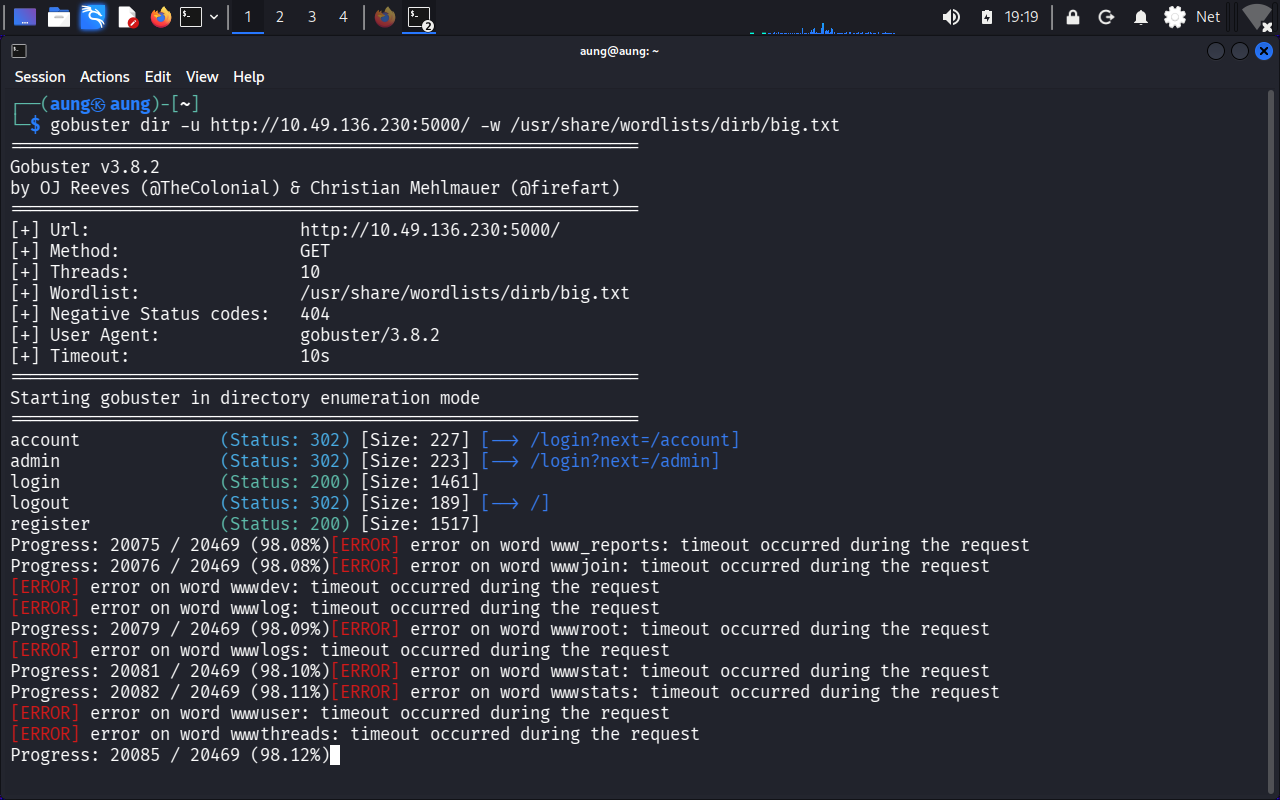 1 2 3 4 2 19:19 Net
aung@aung: ~
Session Actions Edit View Help
┌──(aung㉿aung)-[~]
└─$ gobuster dir -u http://10.49.136.230:5000/ -w /usr/share/wordlists/dirb/big.txt
===============================================================
Gobuster v3.8.2
by OJ Reeves (@TheColonial) & Christian Mehlmauer (@firefart)
===============================================================
[+] Url: http://10.49.136.230:5000/
[+] Method: GET
[+] Threads: 10
[+] Wordlist: /usr/share/wordlists/dirb/big.txt
[+] Negative Status codes: 404
[+] User Agent: gobuster/3.8.2
[+] Timeout: 10s
===============================================================
Starting gobuster in directory enumeration mode
===============================================================
account (Status: 302) [Size: 227] [--> /login?next=/account]
admin (Status: 302) [Size: 223] [--> /login?next=/admin]
login (Status: 200) [Size: 1461]
logout (Status: 302) [Size: 189] [--> /]
register (Status: 200) [Size: 1517]
Progress: 20075 / 20469 (98.08%)[ERROR] error on word www_reports: timeout occurred during the request
Progress: 20076 / 20469 (98.08%)[ERROR] error on word wwwjoin: timeout occurred during the request
[ERROR] error on word wwwdev: timeout occurred during the request
[ERROR] error on word wwwlog: timeout occurred during the request
Progress: 20079 / 20469 (98.09%)[ERROR] error on word wwwroot: timeout occurred during the request
[ERROR] error on word wwwlogs: timeout occurred during the request
Progress: 20081 / 20469 (98.10%)[ERROR] error on word wwwstat: timeout occurred during the request
Progress: 20082 / 20469 (98.11%)[ERROR] error on word wwwstats: timeout occurred during the request
[ERROR] error on word wwwuser: timeout occurred during the request
[ERROR] error on word wwwthreads: timeout occurred during the request
Progress: 20085 / 20469 (98.12%)